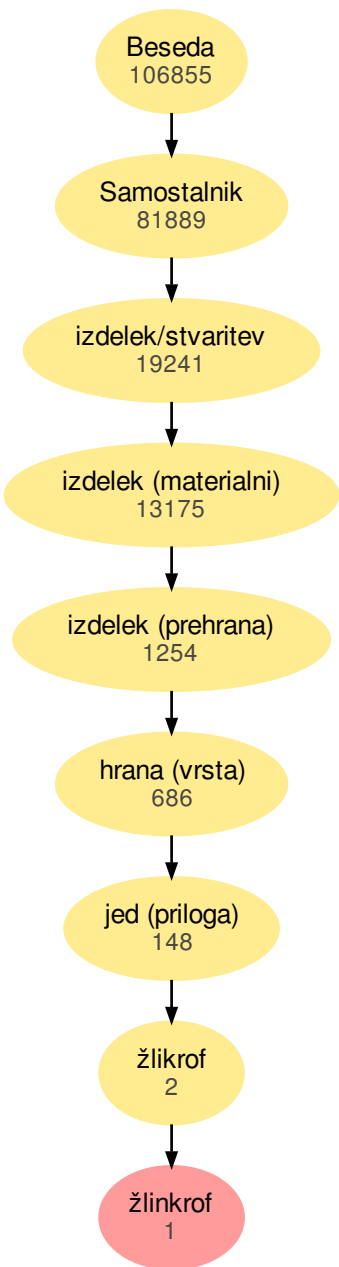 Beseda
106855
Samostalnik
81889
izdelek/stvaritev
19241
izdelek (materialni)
13175
izdelek (prehrana)
1254
hrana (vrsta)
686
jed (priloga)
148
žlikrof
2
žlinkrof
1